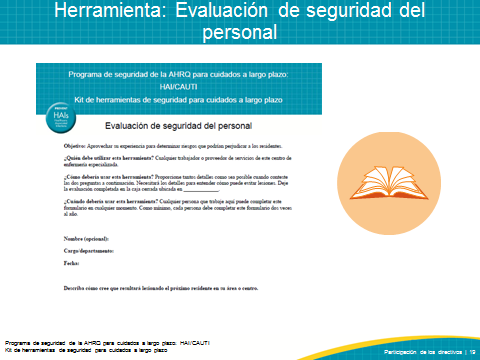 Herramienta: Evaluación de seguridad del
personal
Programa de seguridad de la AHRQ para cuidados a largo plazo:
HAI/CAUTI
Kit de herramientas de seguridad para cuidados a largo plazo
HAIs
Evaluación de seguridad del personal
Objetivo: Aprovechar tu experiencia para determinar riesgos que podrían perjudicar a los residentes.
¿Quién debe utilizar esta herramienta? Cualquier trabajador o proveedor de servicios de este centro de
enfermería especializada.
¿Cómo debería usar esta herramienta? Proporcione tantos detalles como sea posible cuando conteste
las dos preguntas a continuación. Necesitará los detalles para entender cómo puede evitar lesiones. Deje
la evaluación completada en la caja cerrada ubicada en ____________.
¿Cuándo debería usar esta herramienta? Cualquier persona que trabaje aquí puede completar este
formulario en cualquier momento. Como mínimo, cada persona debe completar este formulario dos veces
al año.
Nombre (opcional):
Cargo/departamento:
Fecha:
Describa cómo cree que resultará lesionado el próximo residente en su área o centro.
Programa de seguridad de la AHRQ para cuidados a largo plazo: HAI/CAUTI
Kit de herramientas de seguridad para cuidados a largo plazo
Participación de los directivos | 19